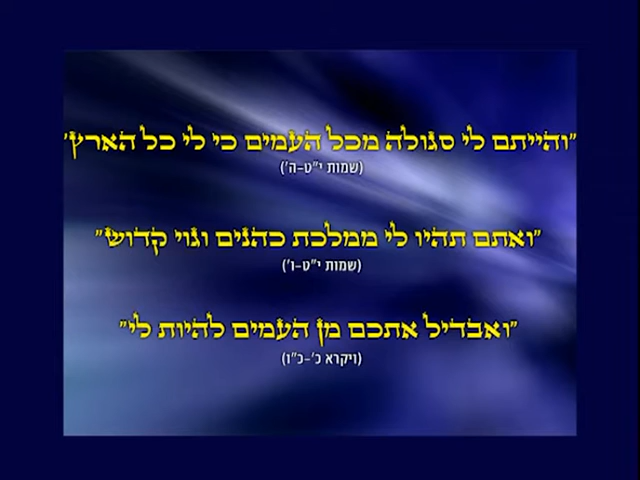 "והייתם לי סגולה מכל העמים כי לי כל הארץ'
(שמות י"ט-ה')
"ואתם תהיו לי ממלכת כהנים וגוי קדוש"
(שמות י"ט-ו')
"ואבדיל אתכם מן העמים להיות לי"
(ויקרא כ'-כ"ו)